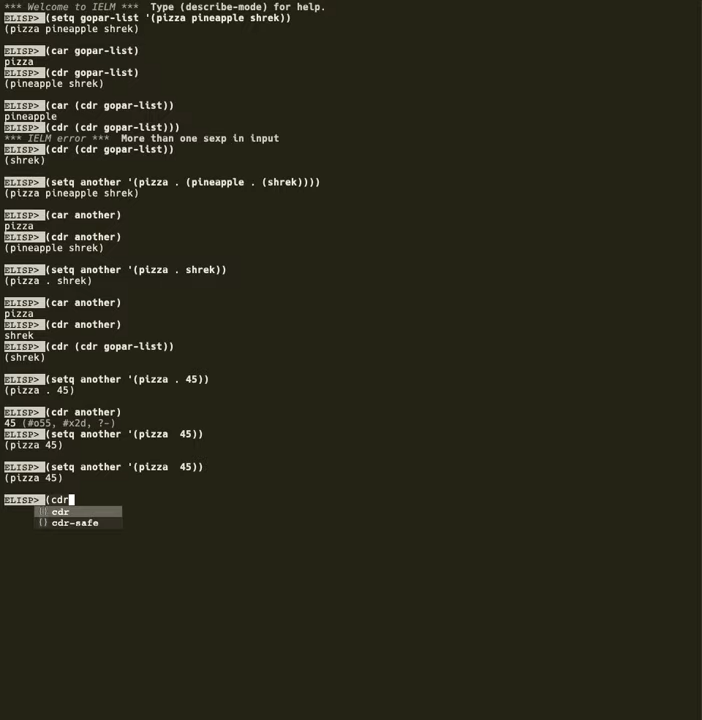 *** Welcome to IELM ***  Type (describe-mode) for help.
ELISP> (setq gopar-list '(pizza pineapple shrek))
(pizza pineapple shrek)
ELISP> (car gopar-list)
pizza
ELISP> (cdr gopar-list)
(pineapple shrek)
ELISP> (car (cdr gopar-list))
pineapple
ELISP> (cdr (cdr gopar-list)))
*** IELM error ***  More than one sexp in input
ELISP> (cdr (cdr gopar-list))
(shrek)
ELISP> (setq another '(pizza . (pineapple . (shrek))))
(pizza pineapple shrek)
ELISP> (car another)
pizza
ELISP> (cdr another)
(pineapple shrek)
ELISP> (setq another '(pizza . shrek))
(pizza . shrek)
ELISP> (car another)
pizza
ELISP> (cdr another)
shrek
ELISP> (cdr (cdr gopar-list))
(shrek)
ELISP> (setq another '(pizza . 45))
(pizza . 45)
ELISP> (cdr another)
45 (#o55, #x2d, ?-)
ELISP> (setq another '(pizza  45))
(pizza 45)
ELISP> (setq another '(pizza  45))
(pizza 45)
ELISP> (cdr
cdr
cdr-safe